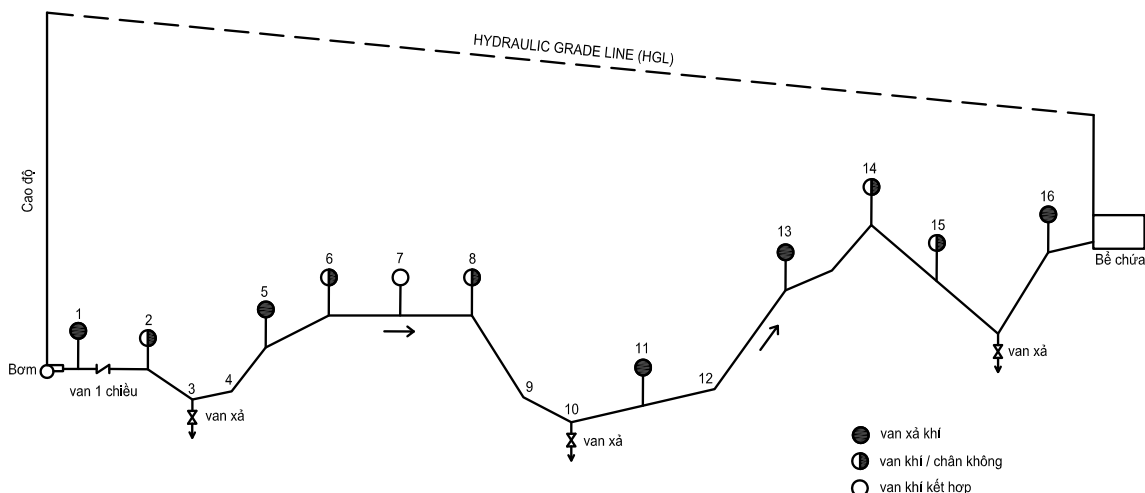 HYDRAULIC GRADE LINE (HGL)
Cao độ
14
16
15
13
6
7
8
5
1
2
11
Bể chứa
Bơm
van 1 chiều
3
4
9
12
van xả
10
van xả
van xả
van xả khí
van khí / chân không
van khí kết hợp